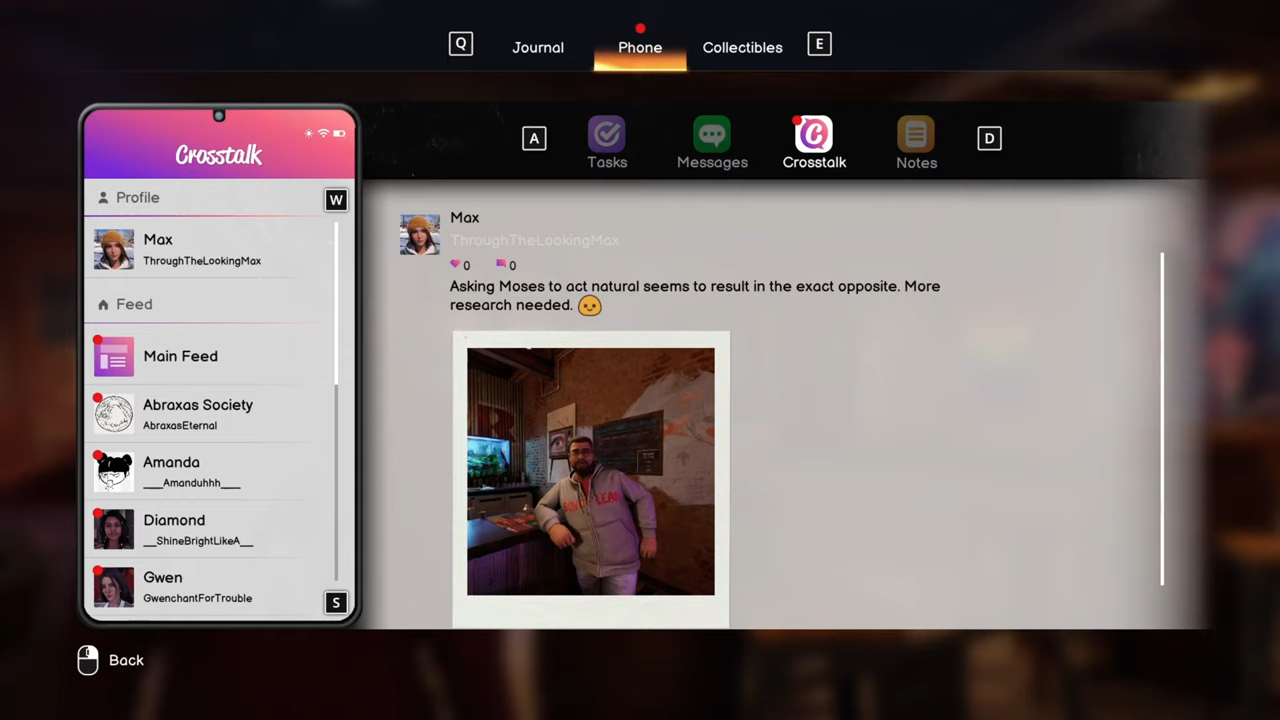 Q
Journal
Phone
Collectibles
E
Crosstalk
Profile
W
Max
ThroughTheLookingMax
Feed
Main Feed
Abraxas Society
AbraxasEternal
Amanda
___Amanduhhh___
Diamond
__ShineBrightLikeA__
Gwen
GwenchantForTrouble
S
A
Tasks
Messages
Crosstalk
Notes
D
Max
ThroughTheLookingMax
0 0
Asking Moses to act natural seems to result in the exact opposite. More
research needed.
Back